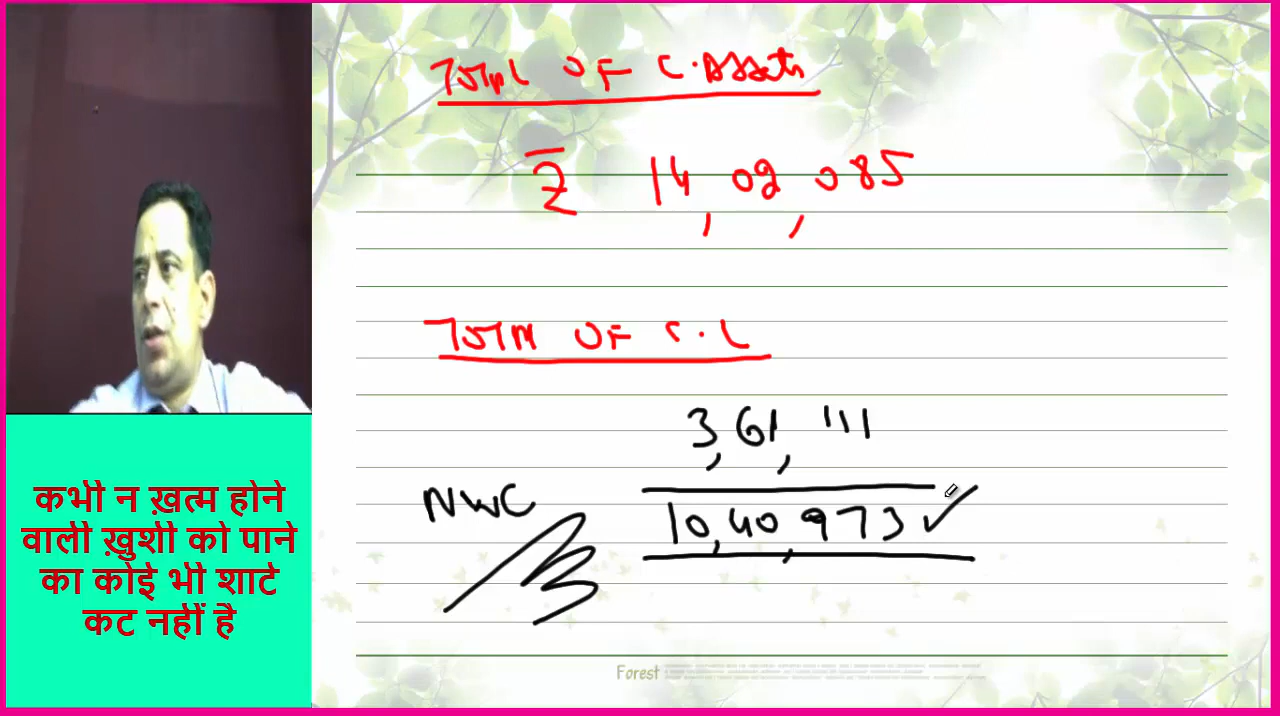 Total OF C.Assets
₹ 14,02,085
Total OF C.L
3,61,111
NWC 10,40,973 ✓
कभी न ख़त्म होने
वाली ख़ुशी को पाने
का कोई भी शार्ट
कट नहीं है
Forest